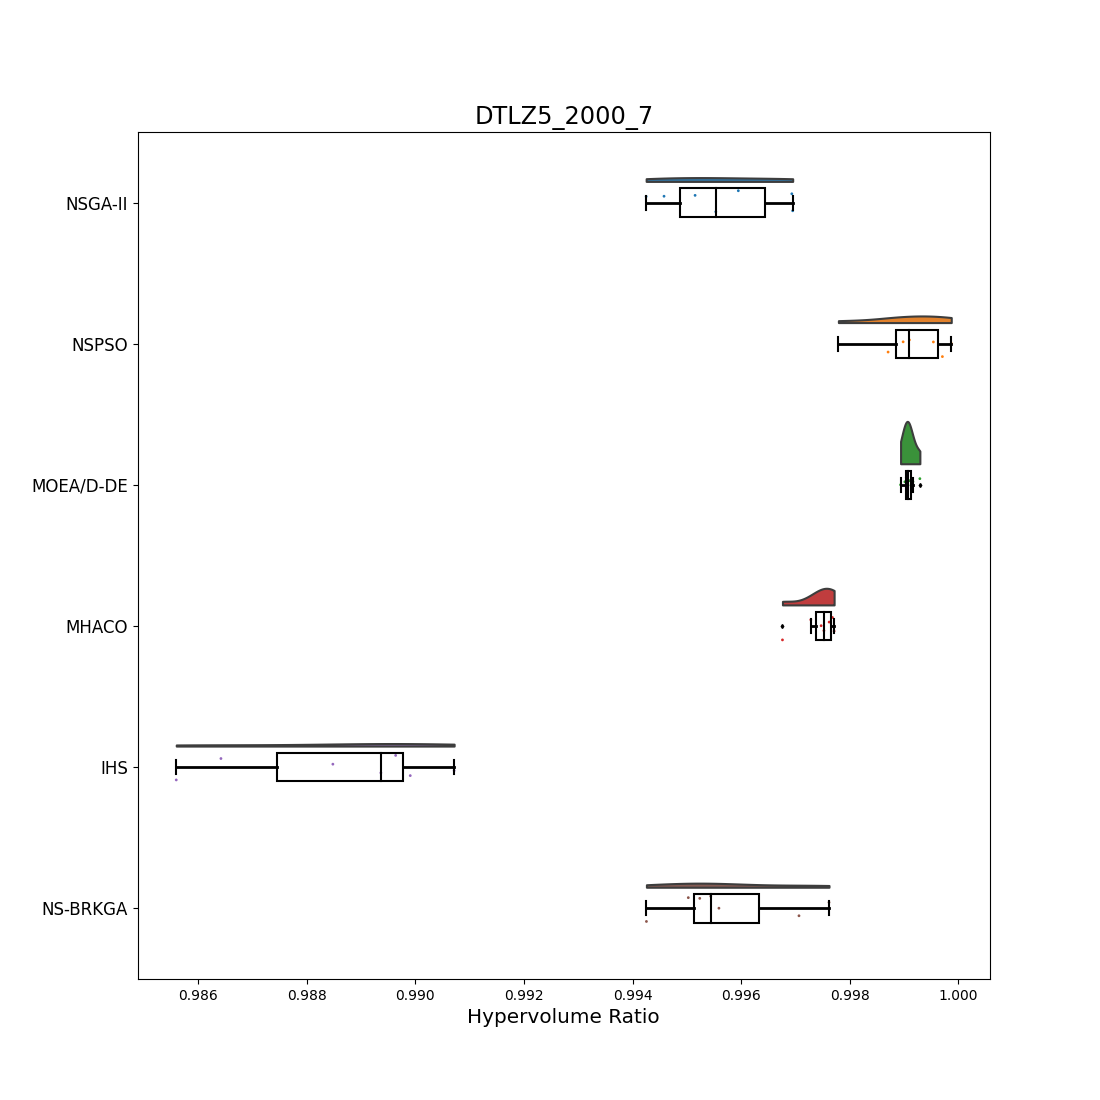 DTLZ5_2000_7
NSGA-II
NSPSO
MOEA/D-DE
MHACO
IHS
NS-BRKGA
0.986 0.988 0.990 0.992 0.994 0.996 0.998 1.000
Hypervolume Ratio